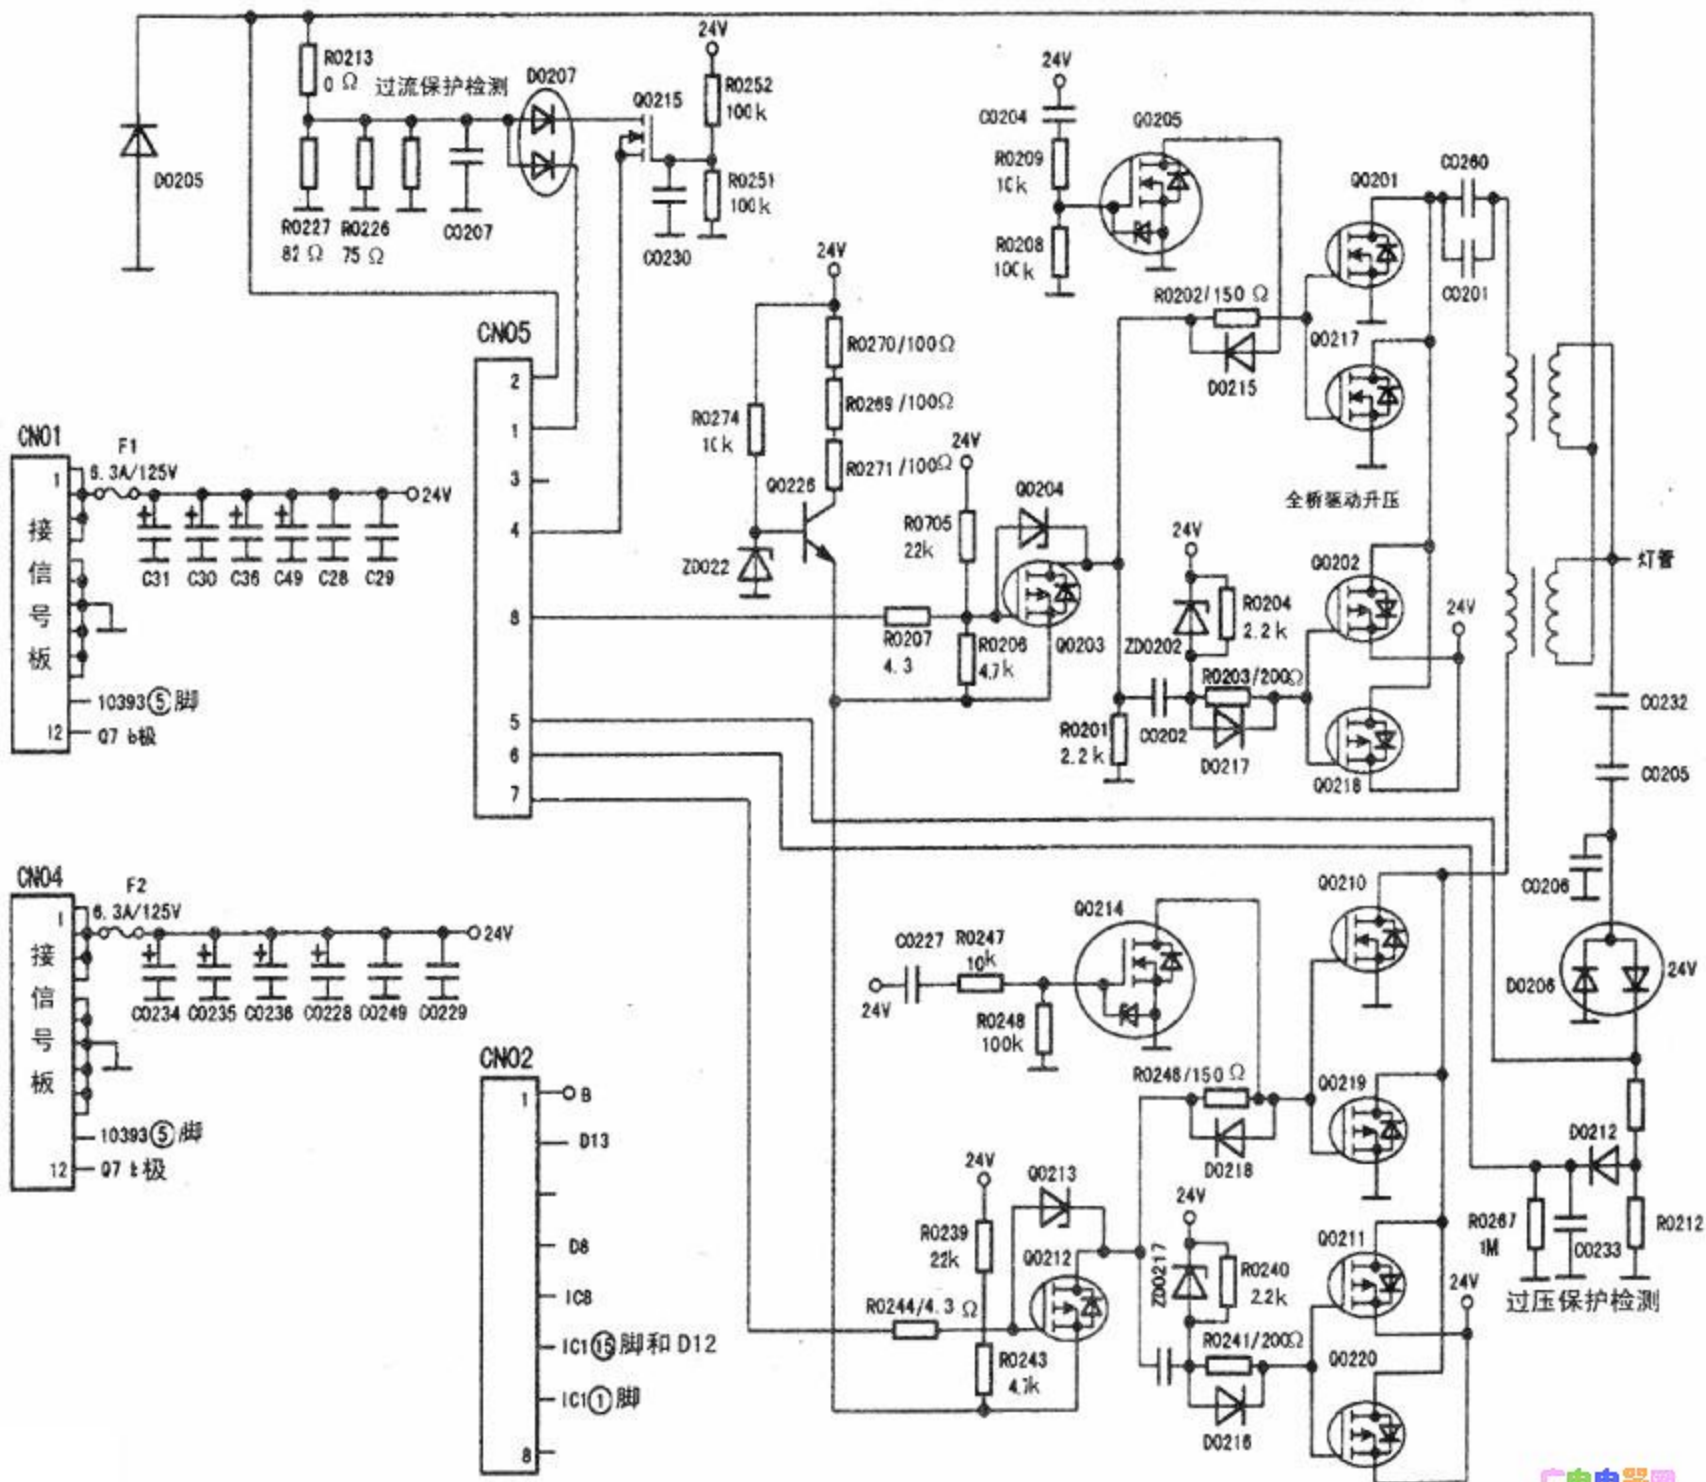 24V
R0213
0 Ω
过流保护检测
D0207
Q0215
R0252
100k
24V
C0204
Q0205
R0209
10k
Q0201
C0260
D0205
R0251
100k
R0227
82 Ω
R0226
75 Ω
C0207
C0230
24V
R0208
100k
R0202/150 Ω
C0201
Q0217
CN05
2
1
3
4
8
5
6
7
R0270/100Ω
R0269/100Ω
R0271/100Ω
R0274
10k
D0215
24V
CN01
1
接
信
号
板
12
F1
6.3A/125V
24V
C31
C30
C36
C49
C28
C29
10393⑤脚
Q7 b极
Q0226
ZD022
R0705
22k
Q0204
全桥驱动升压
24V
Q0202
24V
灯管
R0207
4.3
R0206
4.7k
Q0203
ZD0202
R0204
2.2k
R0203/200Ω
R0201
2.2k
C0202
D0217
Q0218
C0232
C0205
CN04
1
接
信
号
板
12
F2
6.3A/125V
24V
C0234
C0235
C0236
C0228
C0249
C0229
10393⑤脚
Q7 b极
C0206
Q0210
Q0214
C0227
R0247
10k
24V
R0248
100k
D0206
24V
CN02
1
B
D13
D8
IC8
IC1⑮脚和 D12
IC1①脚
8
R0246/150 Ω
Q0219
D0218
D0212
24V
Q0213
24V
R0239
22k
Q0212
ZD0217
R0240
2.2k
Q0211
24V
R0267
1M
C0233
R0212
过压保护检测
R0244/4.3 Ω
R0243
4.7k
R0241/200Ω
Q0220
D0216